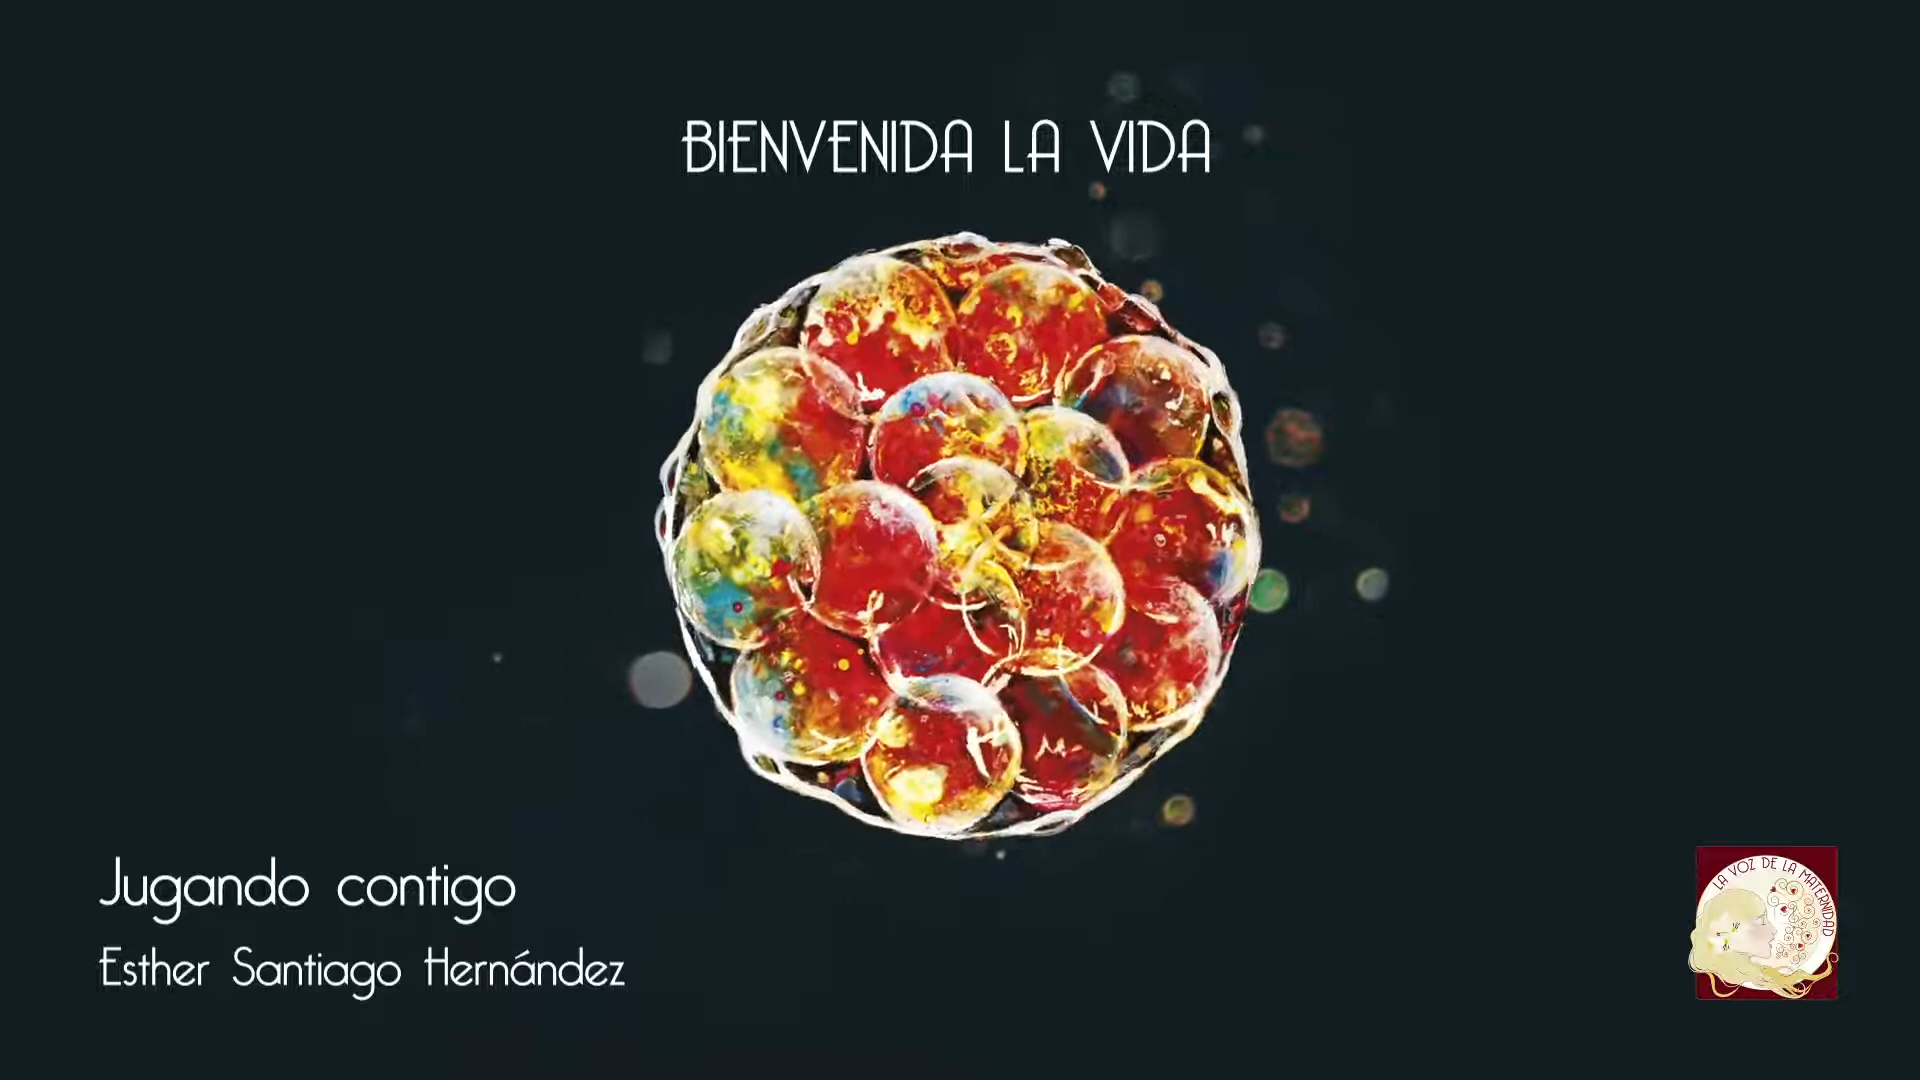 BIENVENIDA LA VIDA
Jugando contigo
Esther Santiago Hernández
LA VOZ DE LA MATERNIDAD